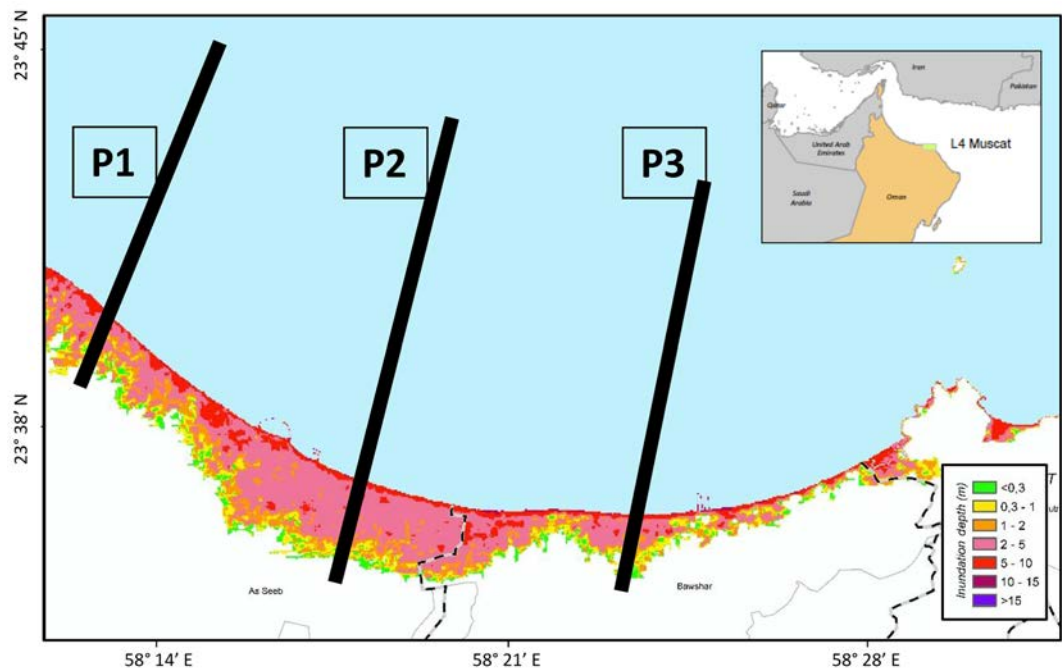 23° 45' N
23° 38' N
P1
P2
P3
Iran
Pakistan
Qatar
United Arab
Emirates
L4 Muscat
Saudi
Arabia
Oman
As Seeb
Bawshar
T
Inundation depth (m)
<0,3
0,3 - 1
1 - 2
2 - 5
5 - 10
10 - 15
>15
58° 14' E
58° 21' E
58° 28' E